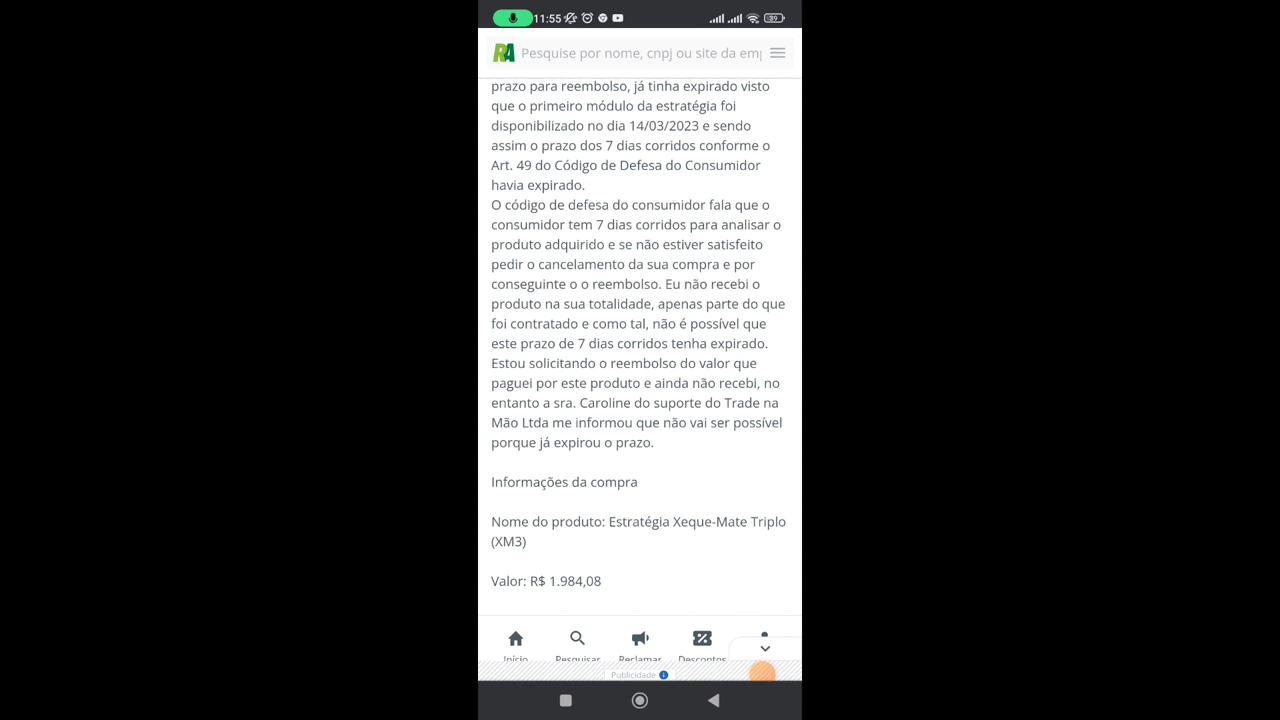 11:55
39
RA Pesquise por nome, cnpj ou site da emp
prazo para reembolso, já tinha expirado visto
que o primeiro módulo da estratégia foi
disponibilizado no dia 14/03/2023 e sendo
assim o prazo dos 7 dias corridos conforme o
Art. 49 do Código de Defesa do Consumidor
havia expirado.
O código de defesa do consumidor fala que o
consumidor tem 7 dias corridos para analisar o
produto adquirido e se não estiver satisfeito
pedir o cancelamento da sua compra e por
conseguinte o o reembolso. Eu não recebi o
produto na sua totalidade, apenas parte do que
foi contratado e como tal, não é possível que
este prazo de 7 dias corridos tenha expirado.
Estou solicitando o reembolso do valor que
paguei por este produto e ainda não recebi, no
entanto a sra. Caroline do suporte do Trade na
Mão Ltda me informou que não vai ser possível
porque já expirou o prazo.
Informações da compra
Nome do produto: Estratégia Xeque-Mate Triplo
(XM3)
Valor: R$ 1.984,08
Início Pesquisar Reclamar Descontos
Publicidade